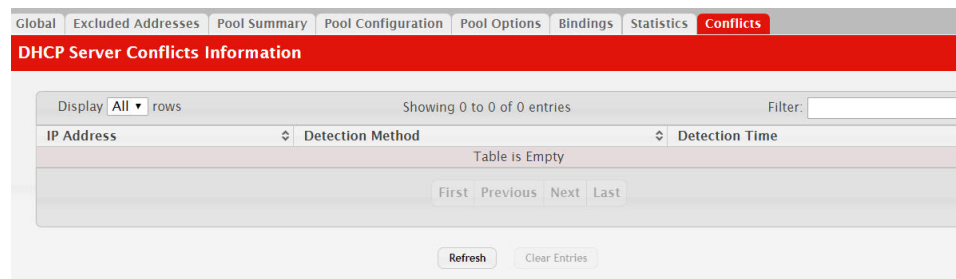 Global Excluded Addresses Pool Summary Pool Configuration Pool Options Bindings Statistics Conflicts
DHCP Server Conflicts Information
Display All rows Showing 0 to 0 of 0 entries Filter:
IP Address Detection Method Detection Time
Table is Empty
First Previous Next Last
Refresh Clear Entries